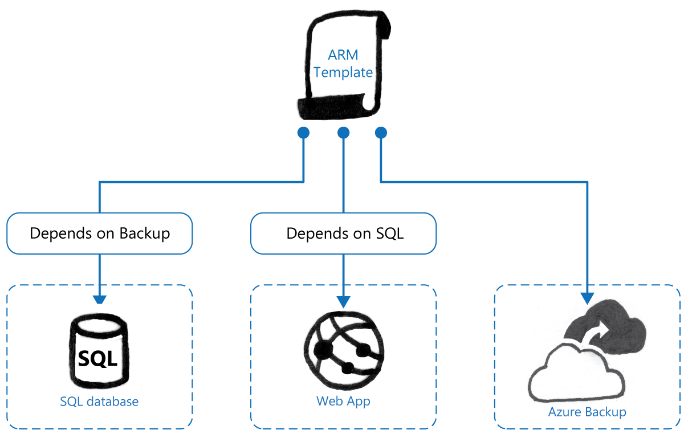 ARM
Template
Depends on Backup
Depends on SQL
SQL
SQL database
Web App
Azure Backup